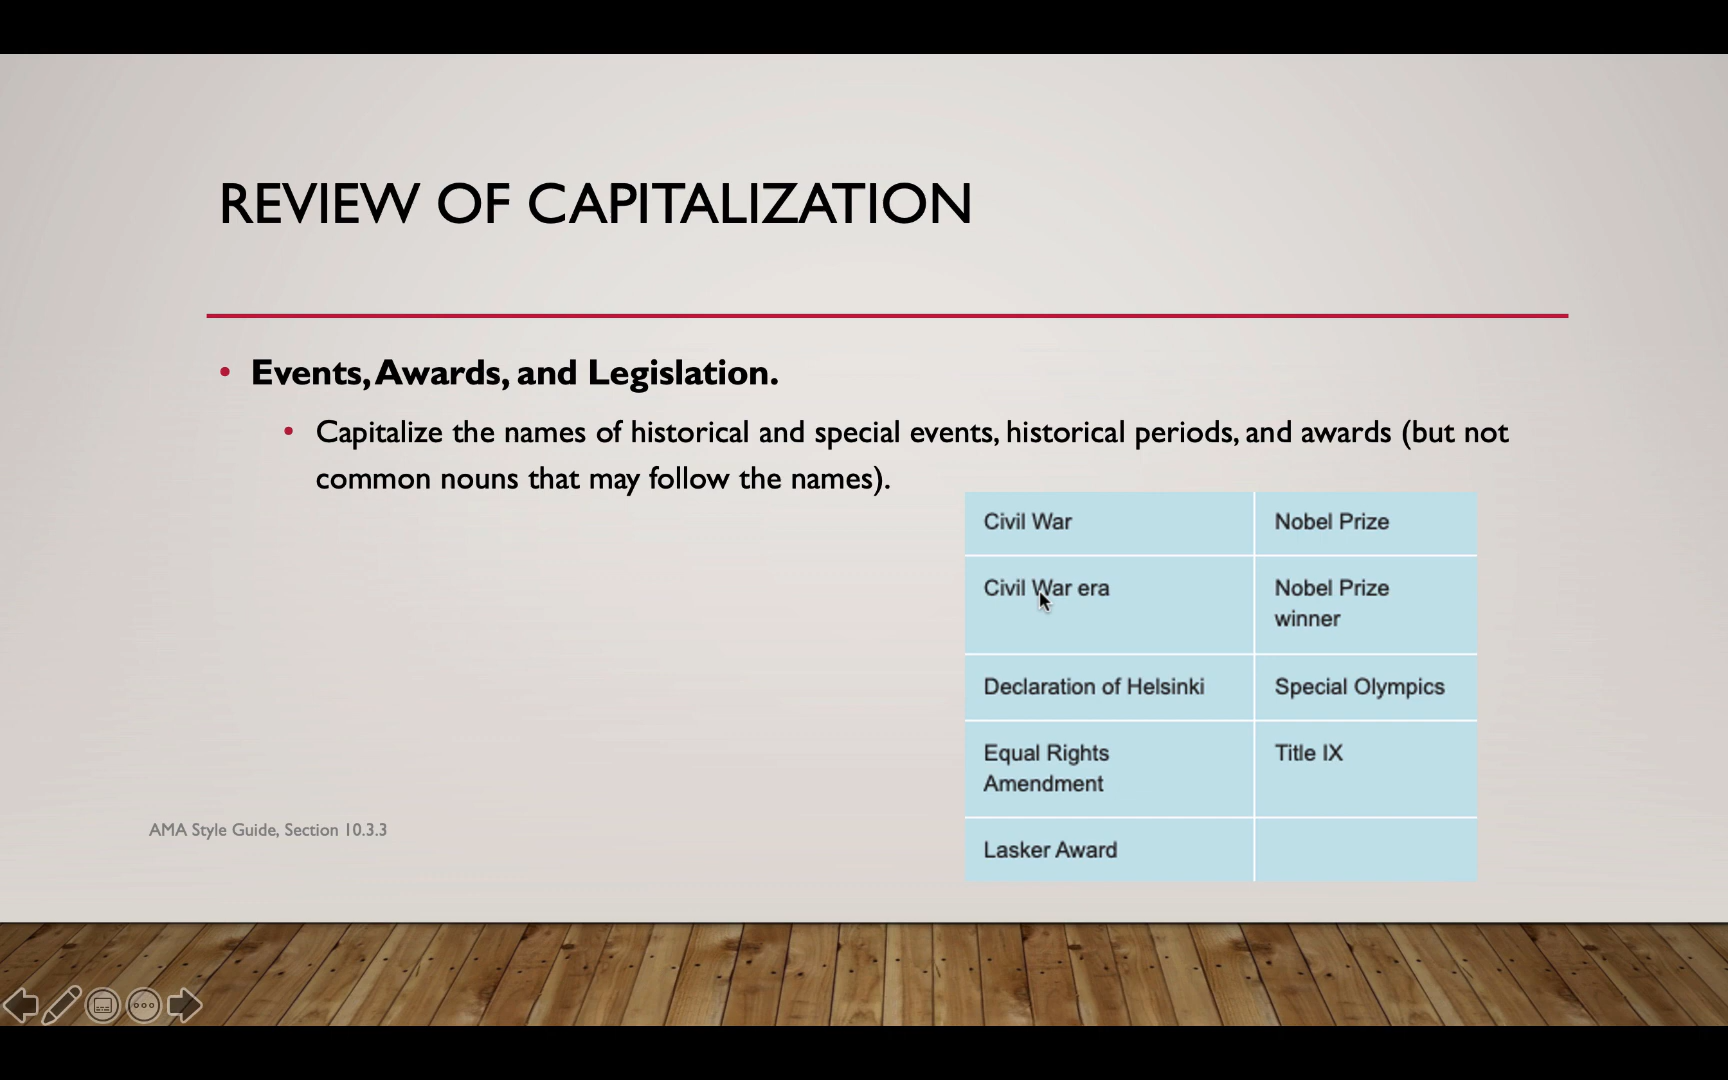 REVIEW OF CAPITALIZATION
• Events, Awards, and Legislation.
• Capitalize the names of historical and special events, historical periods, and awards (but not
common nouns that may follow the names).
Civil War
Nobel Prize
Civil War era
Nobel Prize
winner
Declaration of Helsinki
Special Olympics
Equal Rights
Amendment
Title IX
Lasker Award
AMA Style Guide, Section 10.3.3